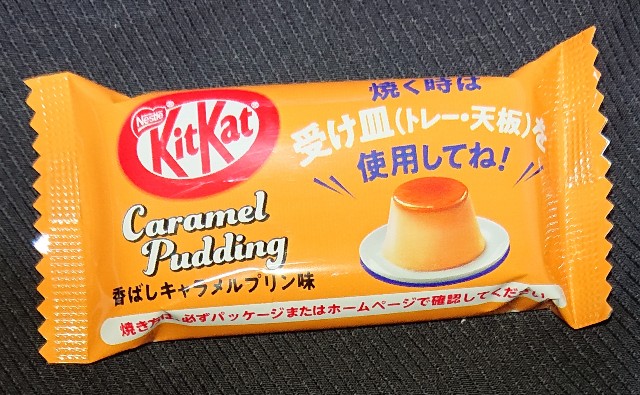 Nestle
KitKat
焼く時は
受け皿(トレー・天板)を
使用してね!
Caramel
Pudding
香ばしキャラメルプリン味
焼き方は、必ずパッケージまたはホームページで確認してください。